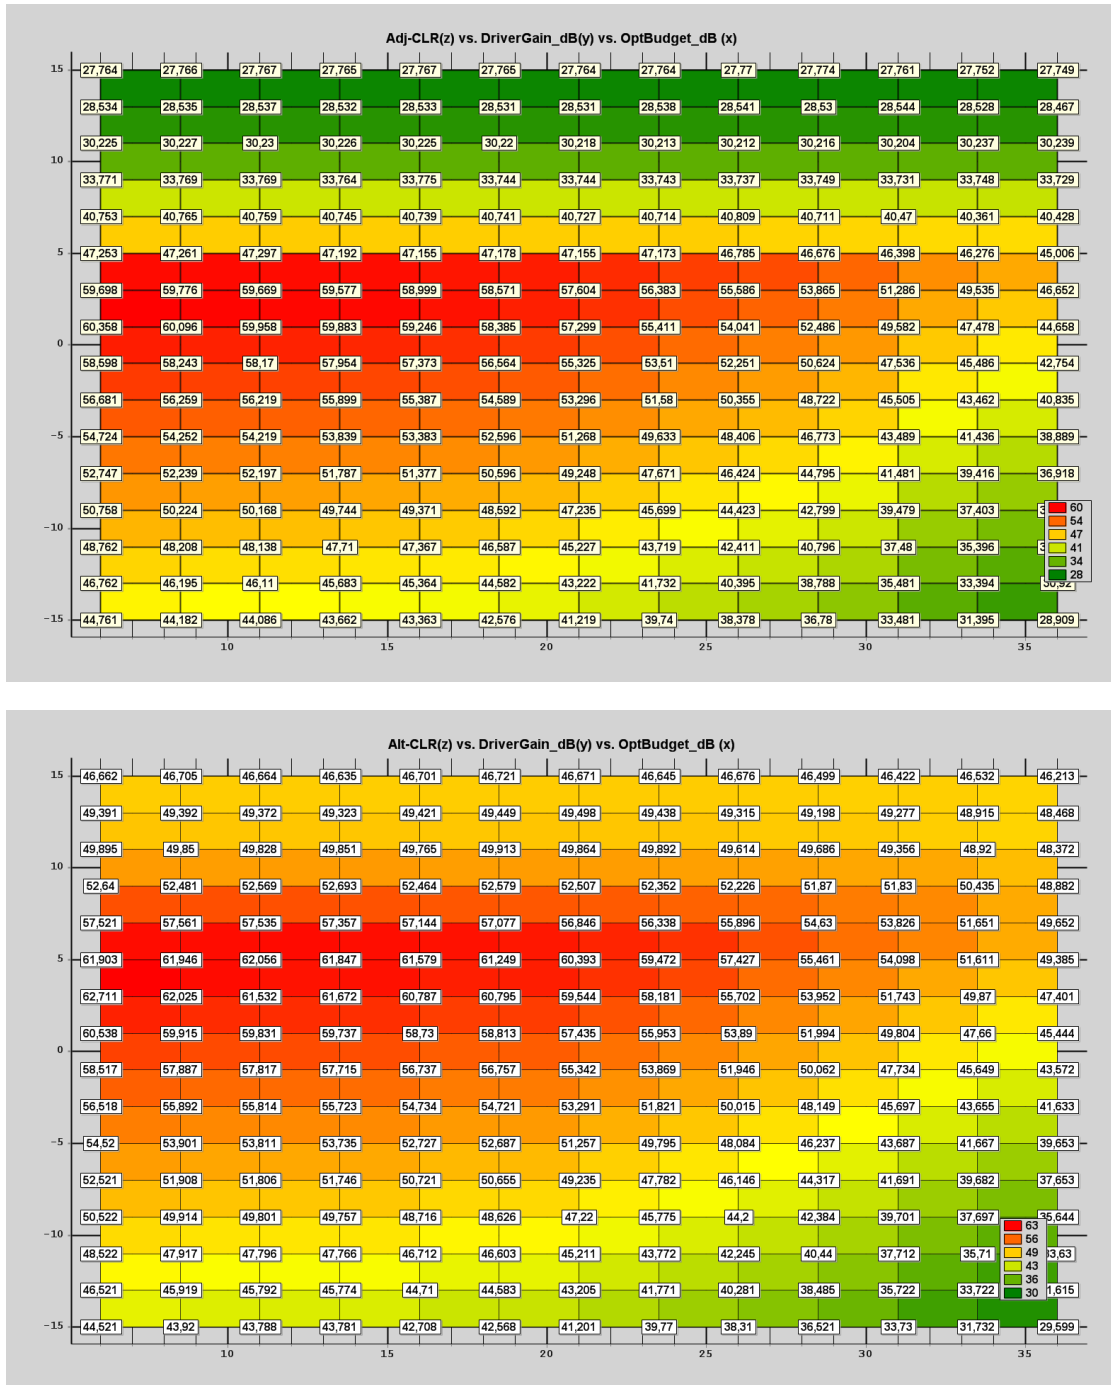 Adj-CLR(z) vs. DriverGain_dB(y) vs. OptBudget_dB (x)
15 27,764 27,766 27,767 27,765 27,767 27,765 27,764 27,764 27,77 27,774 27,761 27,752 27,749
28,534 28,535 28,537 28,532 28,533 28,531 28,531 28,538 28,541 28,53 28,544 28,528 28,467
30,225 30,227 30,23 30,226 30,225 30,22 30,218 30,213 30,212 30,216 30,204 30,237 30,239
10
33,771 33,769 33,769 33,764 33,775 33,744 33,744 33,743 33,737 33,749 33,731 33,748 33,729
40,753 40,765 40,759 40,745 40,739 40,741 40,727 40,714 40,809 40,711 40,47 40,361 40,428
5 47,253 47,261 47,297 47,192 47,155 47,178 47,155 47,173 46,785 46,676 46,398 46,276 45,006
59,698 59,776 59,669 59,577 58,999 58,571 57,604 56,383 55,586 53,865 51,286 49,535 46,652
60,358 60,096 59,958 59,883 59,246 58,385 57,299 55,411 54,041 52,486 49,582 47,478 44,658
0
58,598 58,243 58,17 57,954 57,373 56,564 55,325 53,51 52,251 50,624 47,536 45,486 42,754
56,681 56,259 56,219 55,899 55,387 54,589 53,296 51,58 50,355 48,722 45,505 43,462 40,835
-5 54,724 54,252 54,219 53,839 53,383 52,596 51,268 49,633 48,406 46,773 43,489 41,436 38,889
52,747 52,239 52,197 51,787 51,377 50,596 49,248 47,671 46,424 44,795 41,481 39,416 36,918
50,758 50,224 50,168 49,744 49,371 48,592 47,235 45,699 44,423 42,799 39,479 37,403
60
-10
54
47
48,762 48,208 48,138 47,71 47,367 46,587 45,227 43,719 42,411 40,796 37,48 35,396
41
34
28
46,762 46,195 46,11 45,683 45,364 44,582 43,222 41,732 40,395 38,788 35,481 33,394 30,92
-15 44,761 44,182 44,086 43,662 43,363 42,576 41,219 39,74 38,378 36,78 33,481 31,395 28,909
10 15 20 25 30 35
Alt-CLR(z) vs. DriverGain_dB(y) vs. OptBudget_dB (x)
15 46,662 46,705 46,664 46,635 46,701 46,721 46,671 46,645 46,676 46,499 46,422 46,532 46,213
49,391 49,392 49,372 49,323 49,421 49,449 49,498 49,438 49,315 49,198 49,277 48,915 48,468
49,895 49,85 49,828 49,851 49,765 49,913 49,864 49,892 49,614 49,686 49,356 48,92 48,372
10
52,64 52,481 52,569 52,693 52,464 52,579 52,507 52,352 52,226 51,87 51,83 50,435 48,882
57,521 57,561 57,535 57,357 57,144 57,077 56,846 56,338 55,896 54,63 53,826 51,651 49,652
5 61,903 61,946 62,056 61,847 61,579 61,249 60,393 59,472 57,427 55,461 54,098 51,611 49,385
62,711 62,025 61,532 61,672 60,787 60,795 59,544 58,181 55,702 53,952 51,743 49,87 47,401
60,538 59,915 59,831 59,737 58,73 58,813 57,435 55,953 53,89 51,994 49,804 47,66 45,444
0
58,517 57,887 57,817 57,715 56,737 56,757 55,342 53,869 51,946 50,062 47,734 45,649 43,572
56,518 55,892 55,814 55,723 54,734 54,721 53,291 51,821 50,015 48,149 45,697 43,655 41,633
-5 54,52 53,901 53,811 53,735 52,727 52,687 51,257 49,795 48,084 46,237 43,687 41,667 39,653
52,521 51,908 51,806 51,746 50,721 50,655 49,235 47,782 46,146 44,317 41,691 39,682 37,653
50,522 49,914 49,801 49,757 48,716 48,626 47,22 45,775 44,2 42,384 39,701 37,697 35,644
63
-10
56
49
48,522 47,917 47,796 47,766 46,712 46,603 45,211 43,772 42,245 40,44 37,712 35,71
43
36
30
46,521 45,919 45,792 45,774 44,71 44,583 43,205 41,771 40,281 38,485 35,722 33,722
-15 44,521 43,92 43,788 43,781 42,708 42,568 41,201 39,77 38,31 36,521 33,73 31,732 29,599
10 15 20 25 30 35